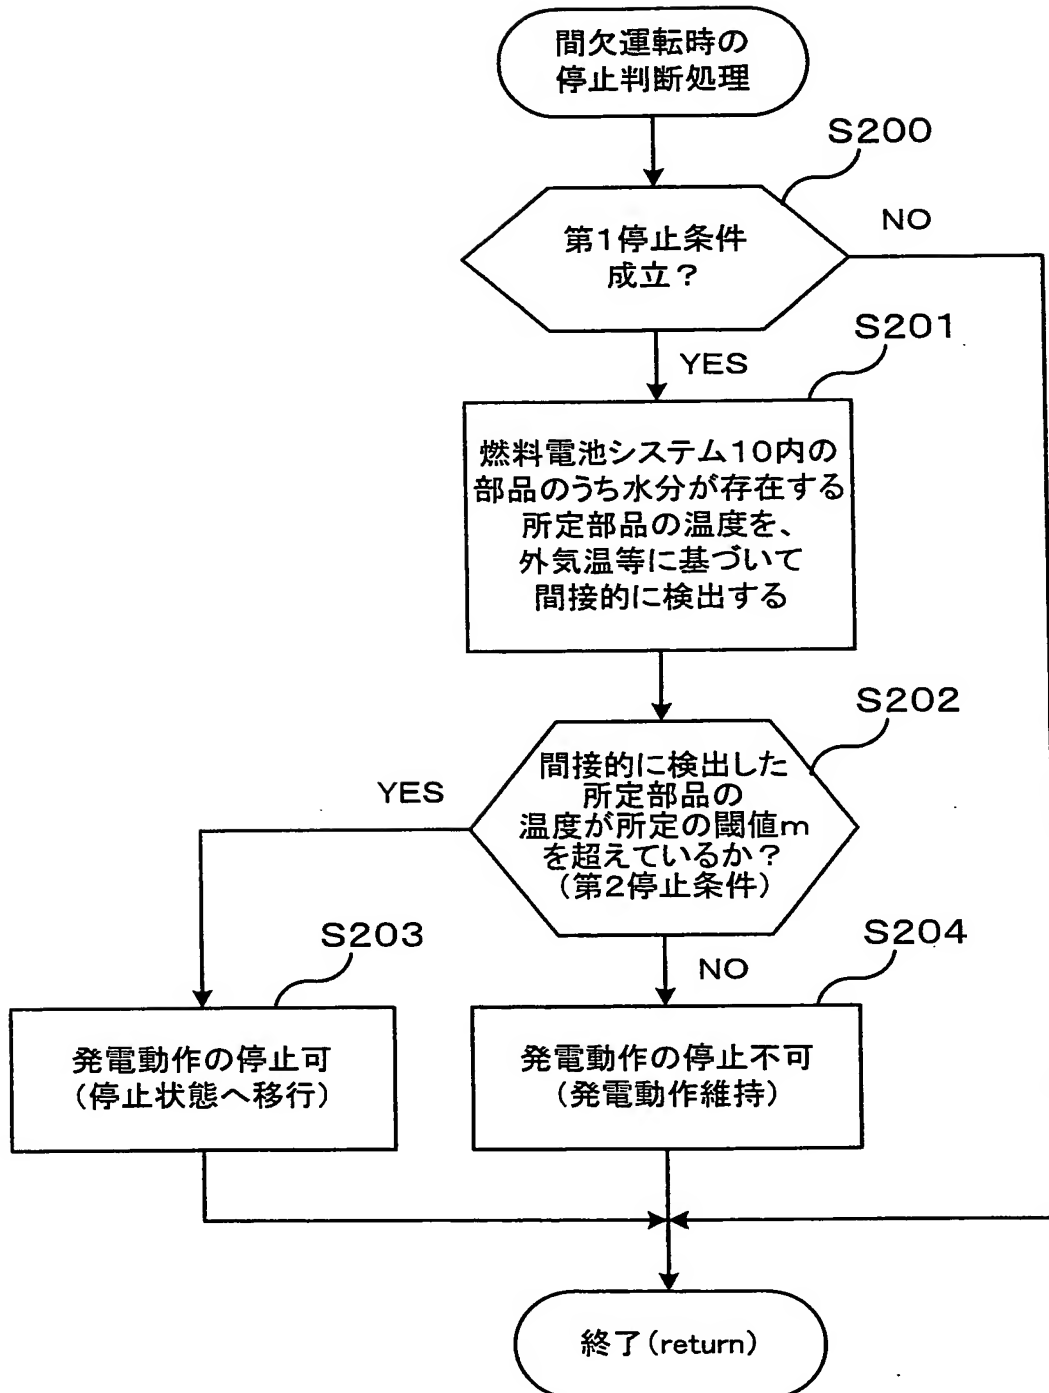 間欠運転時の
停止判断処理
S200
第1停止条件
成立?
NO
S201
YES
燃料電池システム10内の
部品のうち水分が存在する
所定部品の温度を、
外気温等に基づいて
間接的に検出する
S202
間接的に検出した
所定部品の
温度が所定の閾値m
を超えているか?
(第2停止条件)
YES
S203
S204
NO
発電動作の停止可
(停止状態へ移行)
発電動作の停止不可
(発電動作維持)
終了(return)